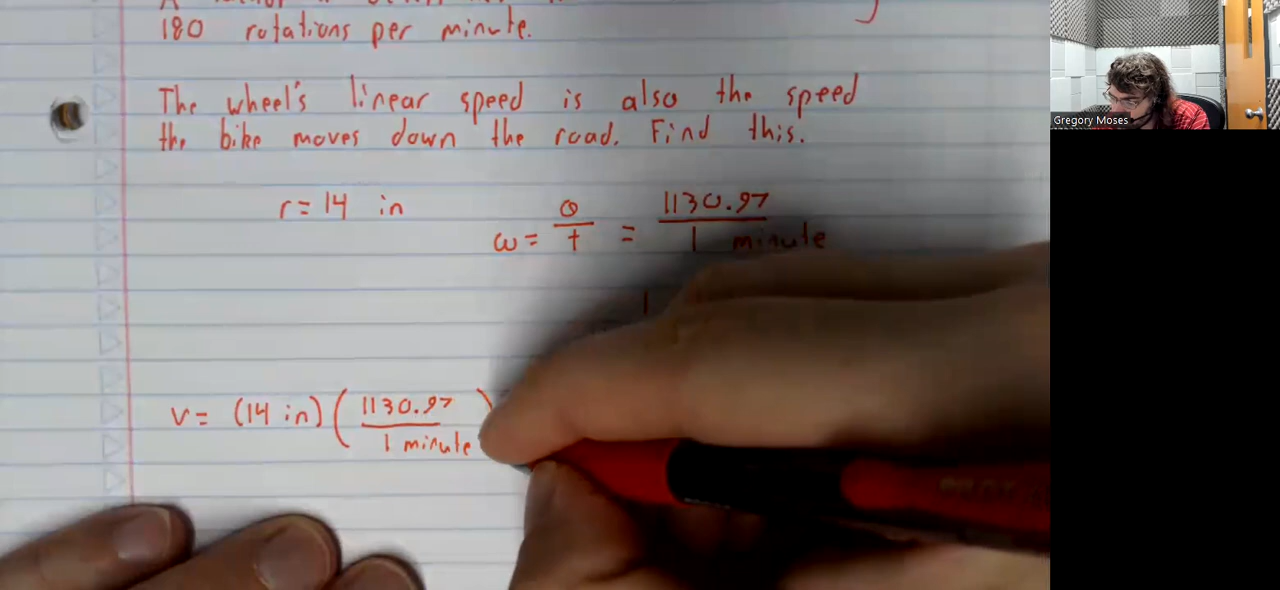 180 rotations per minute.
The wheel's linear speed is also the speed
the bike moves down the road. Find this.
r = 14 in
ω = θ/t = 1130.97/1 minute
v = (14 in)(1130.97/1 minute)
Gregory Moses